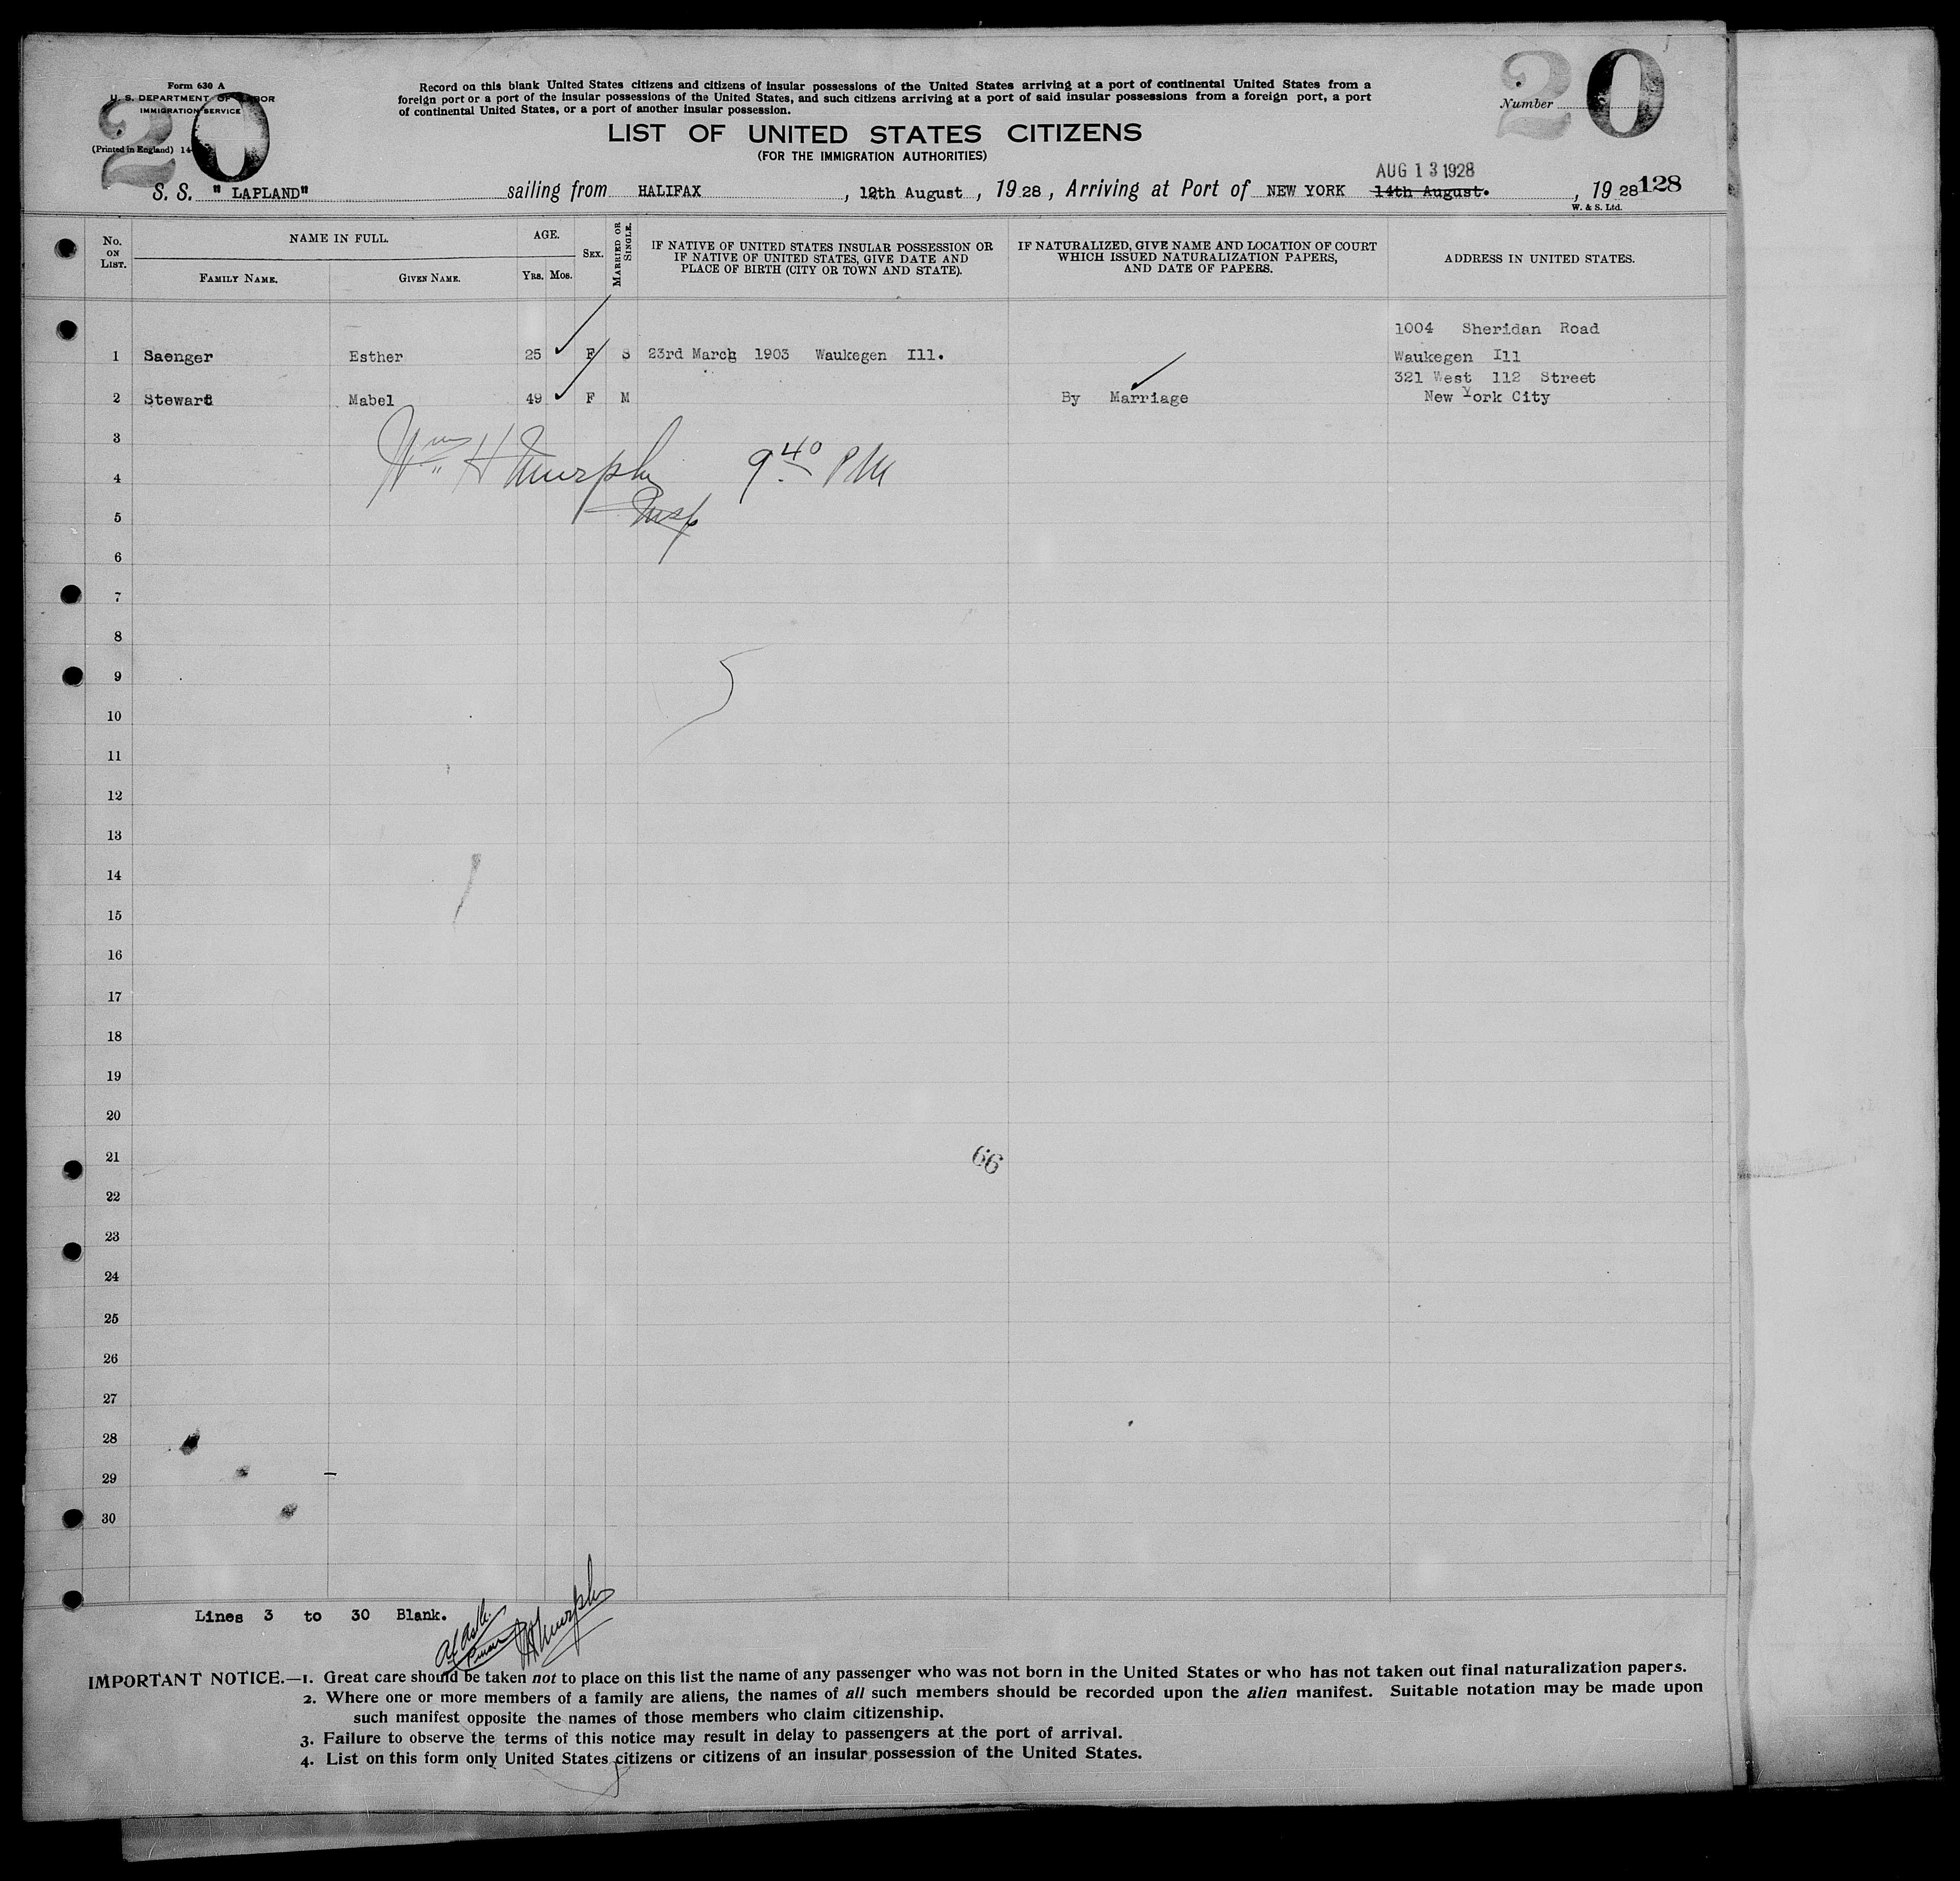 Form 630 A
U. S. DEPARTMENT OF LABOR
IMMIGRATION SERVICE
(Printed in England) 14
20
Record on this blank United States citizens and citizens of insular possessions of the United States arriving at a port of continental United States from a
foreign port or a port of the insular possessions of the United States, and such citizens arriving at a port of said insular possessions from a foreign port, a port
of continental United States, or a port of another insular possession.
Number 20
LIST OF UNITED STATES CITIZENS
(FOR THE IMMIGRATION AUTHORITIES)
AUG 13 1928
S. S. "LAPLAND" sailing from HALIFAX, 12th August, 1928, Arriving at Port of NEW YORK 14th August., 1928 128
W. & S. Ltd.
No. ON LIST. NAME IN FULL. AGE. SEX. MARRIED OR SINGLE. IF NATIVE OF UNITED STATES INSULAR POSSESSION OR IF NATIVE OF UNITED STATES, GIVE DATE AND PLACE OF BIRTH (CITY OR TOWN AND STATE). IF NATURALIZED, GIVE NAME AND LOCATION OF COURT WHICH ISSUED NATURALIZATION PAPERS, AND DATE OF PAPERS. ADDRESS IN UNITED STATES.
FAMILY NAME. GIVEN NAME. YRS. MOS.
1004 Sheridan Road
1 Saenger Esther 25 F S 23rd March 1903 Waukegen Ill. Waukegen Ill
321 West 112 Street
2 Stewart Mabel 49 F M By Marriage New York City
3
Wm H Murphy 9 40 PM
4
Insp
5
6
7
8
9
10
11
12
13
14
15
16
17
18
19
20
21
66
22
23
24
25
26
27
28
29
30
Lines 3 to 30 Blank.
Murphy
IMPORTANT NOTICE.—1. Great care should be taken not to place on this list the name of any passenger who was not born in the United States or who has not taken out final naturalization papers.
2. Where one or more members of a family are aliens, the names of all such members should be recorded upon the alien manifest. Suitable notation may be made upon
such manifest opposite the names of those members who claim citizenship.
3. Failure to observe the terms of this notice may result in delay to passengers at the port of arrival.
4. List on this form only United States citizens or citizens of an insular possession of the United States.